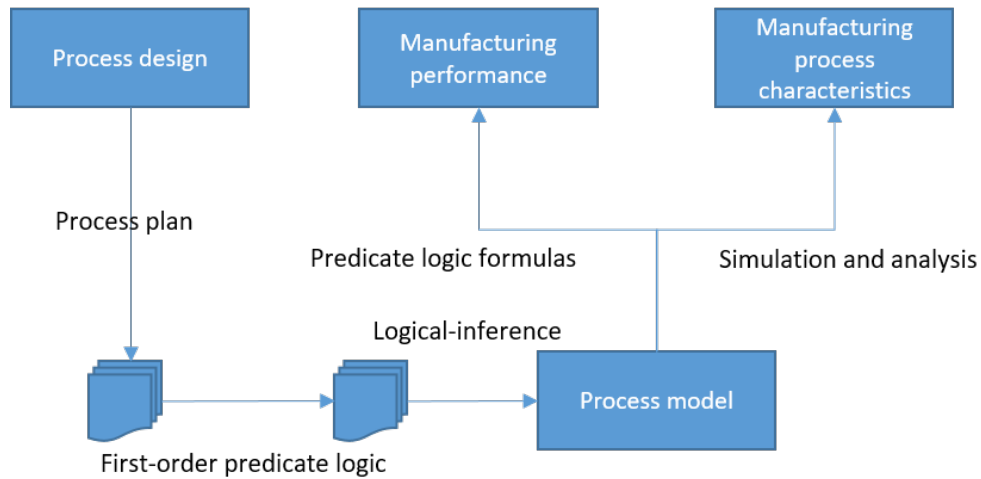 Process design
Manufacturing
performance
Manufacturing
process
characteristics
Process plan
Predicate logic formulas
Simulation and analysis
Logical-inference
Process model
First-order predicate logic